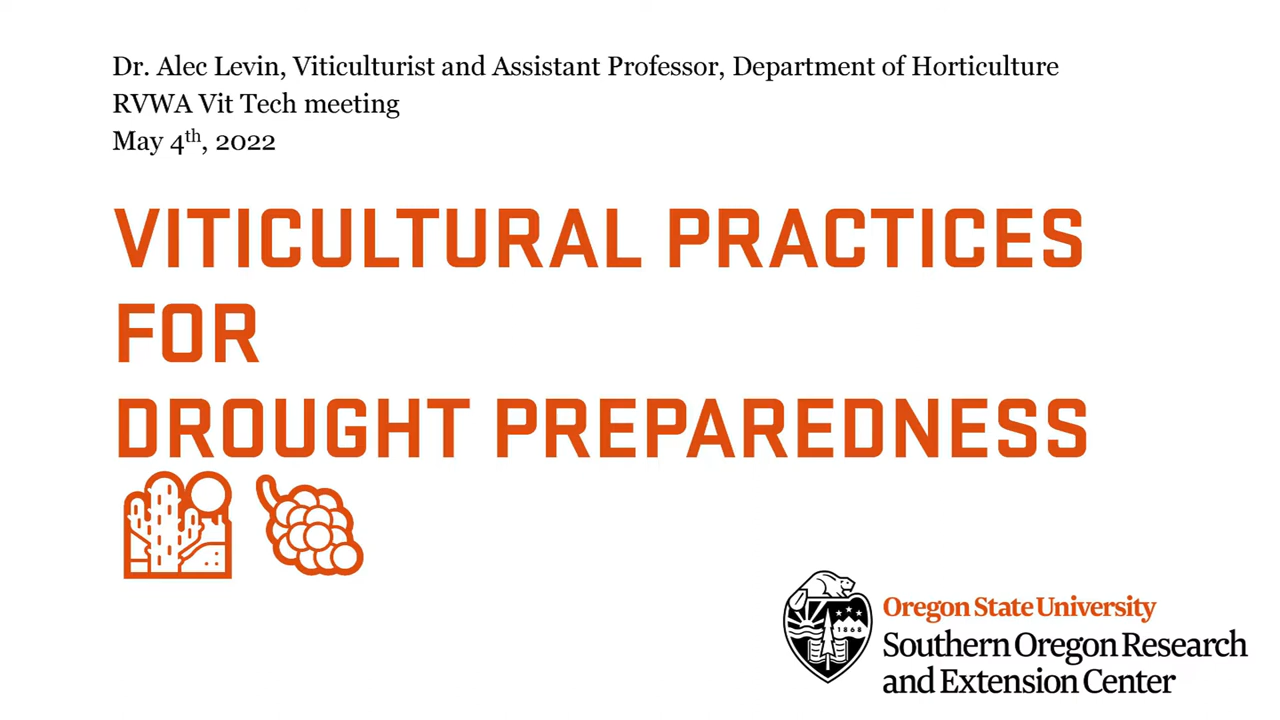 Dr. Alec Levin, Viticulturist and Assistant Professor, Department of Horticulture
RVWA Vit Tech meeting
May 4th, 2022
VITICULTURAL PRACTICES
FOR
DROUGHT PREPAREDNESS
1868
Oregon State University
Southern Oregon Research
and Extension Center